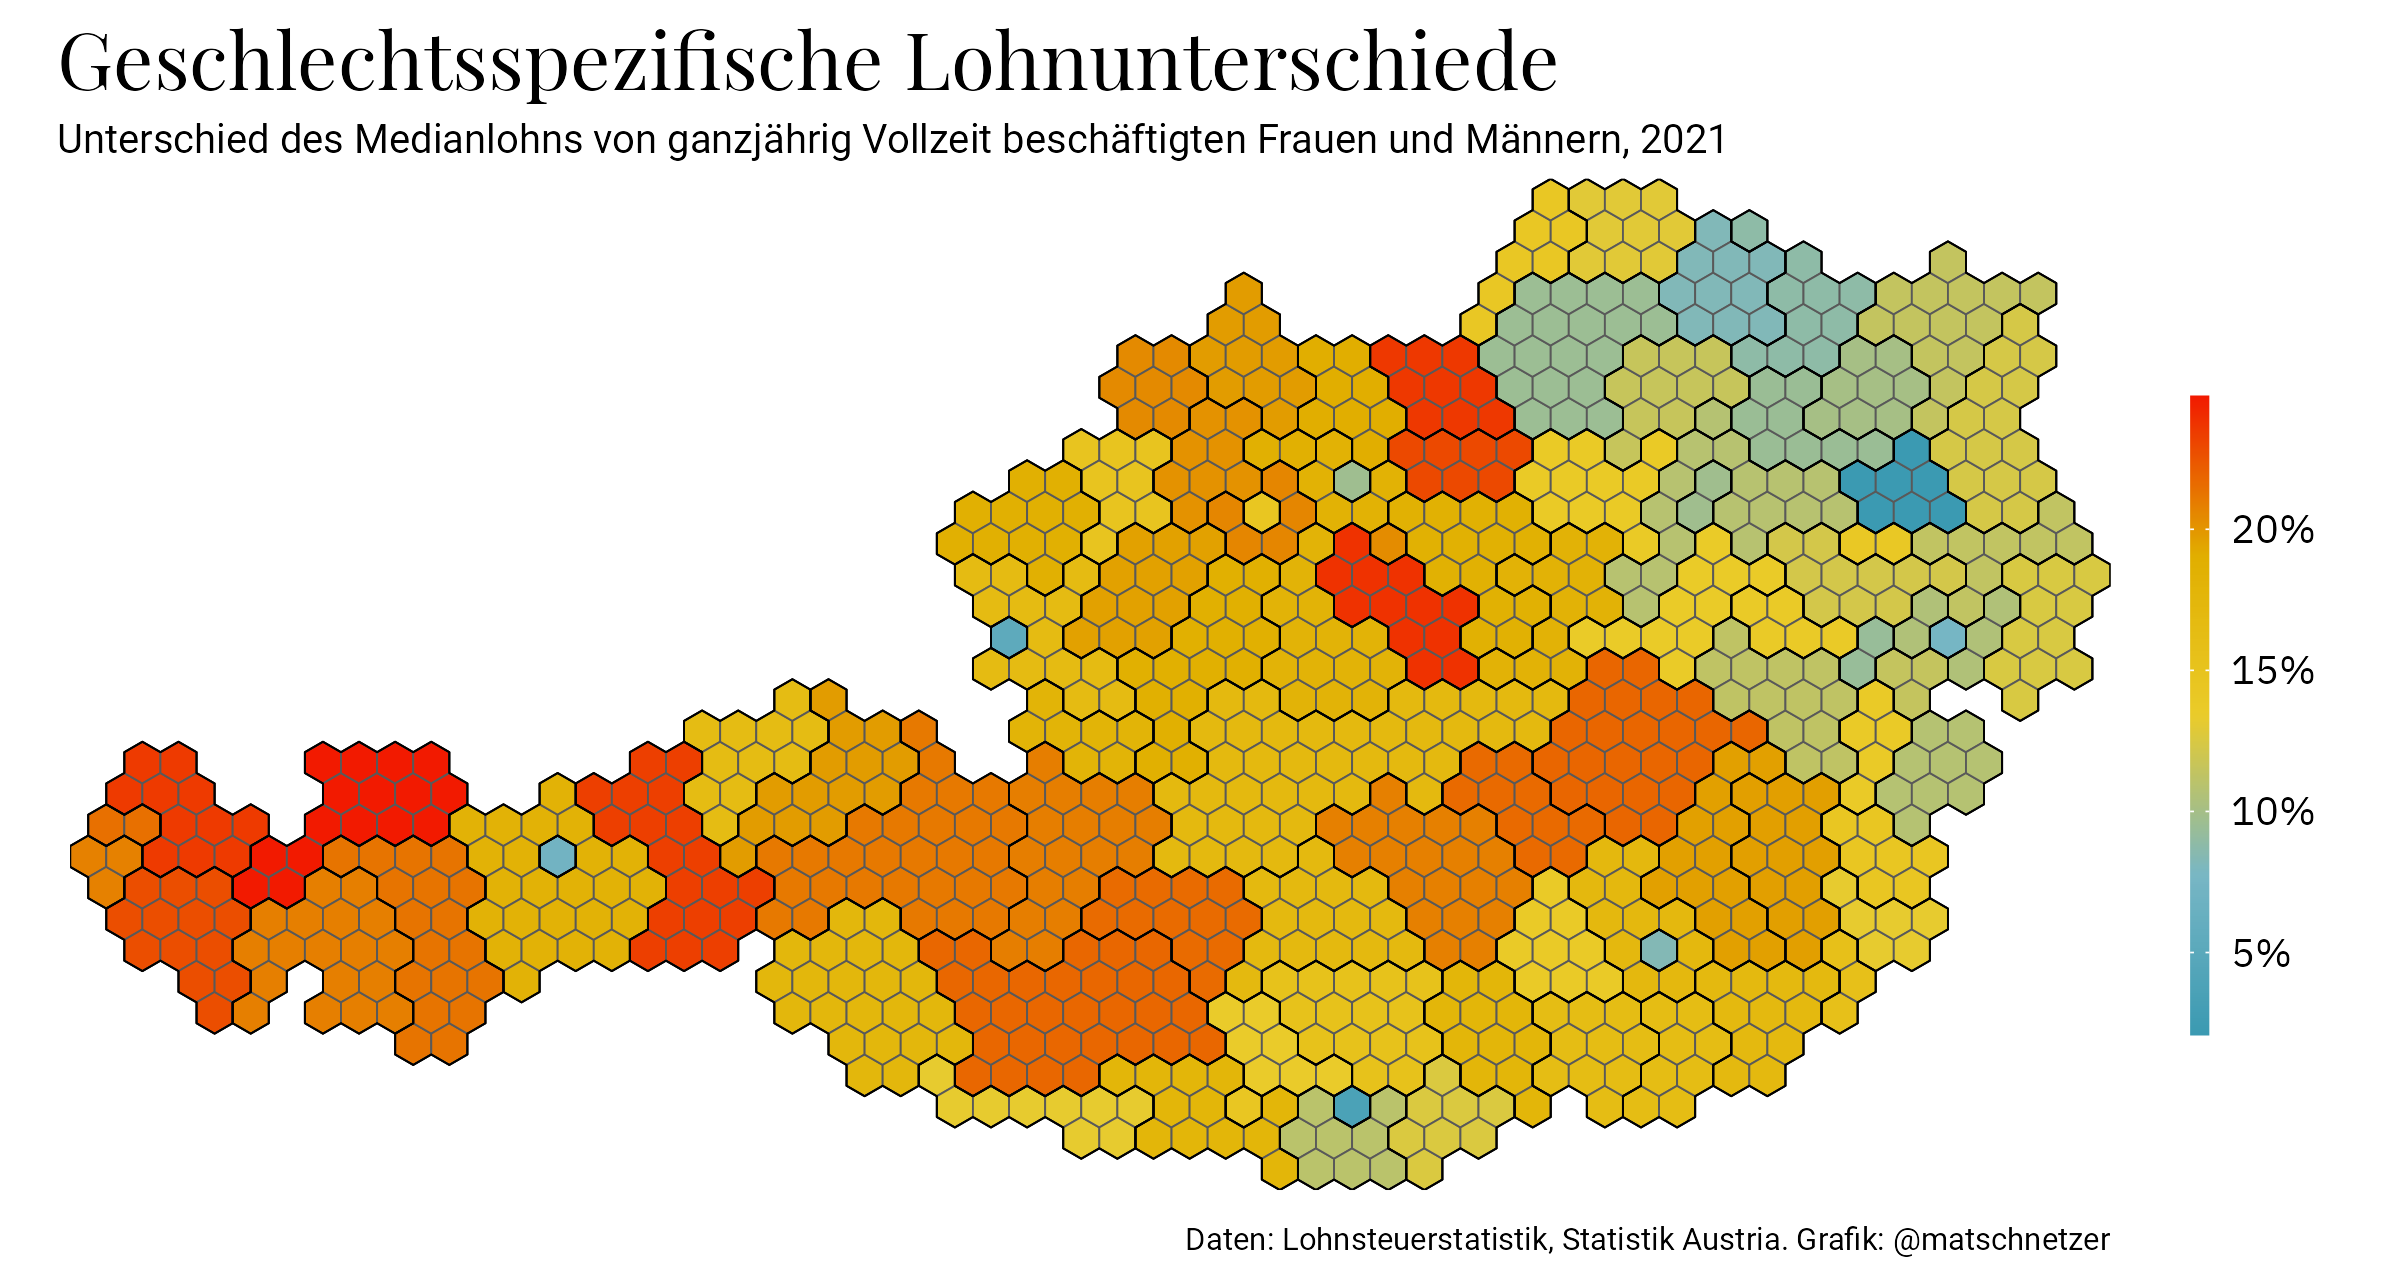 Geschlechtsspezifische Lohnunterschiede
Unterschied des Medianlohns von ganzjährig Vollzeit beschäftigten Frauen und Männern, 2021
20%
15%
10%
5%
Daten: Lohnsteuerstatistik, Statistik Austria. Grafik: @matschnetzer